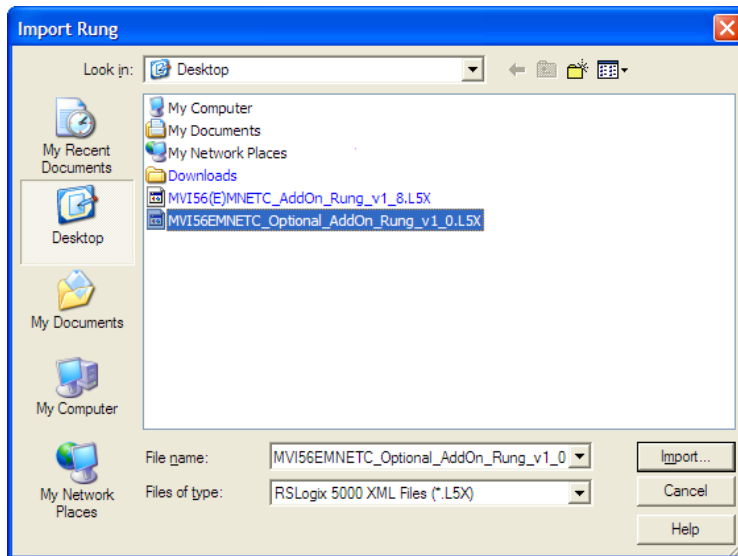 Import Rung
Look in:
Desktop
My Recent
Documents
Desktop
My Documents
My Computer
My Network
Places
My Computer
My Documents
My Network Places
Downloads
MVI56(E)MNETC_AddOn_Rung_v1_8.L5X
MVI56EMNETC_Optional_AddOn_Rung_v1_0.L5X
File name:
MVI56EMNETC_Optional_AddOn_Rung_v1_0
Import...
Files of type:
RSLogix 5000 XML Files (*.L5X)
Cancel
Help